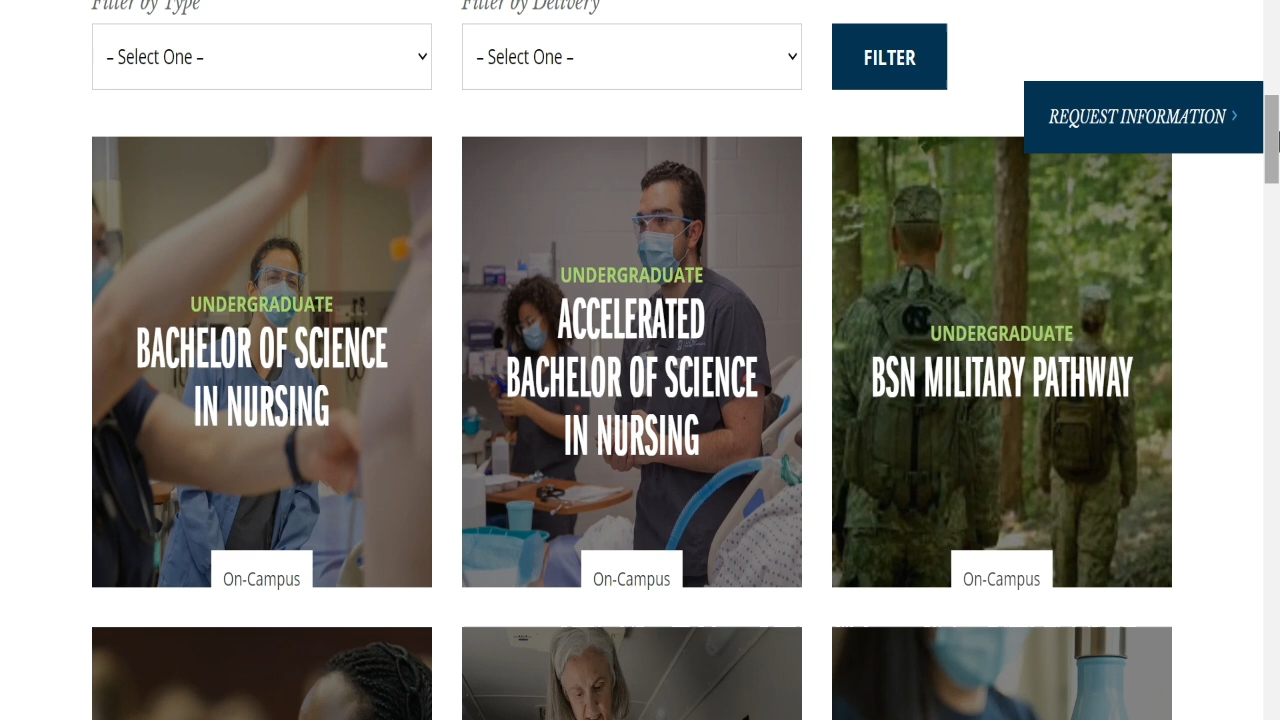 Filter by Type
Filter by Delivery
– Select One –
– Select One –
FILTER
REQUEST INFORMATION ›
UNDERGRADUATE
BACHELOR OF SCIENCE
IN NURSING
On-Campus
UNDERGRADUATE
ACCELERATED
BACHELOR OF SCIENCE
IN NURSING
On-Campus
UNDERGRADUATE
BSN MILITARY PATHWAY
On-Campus